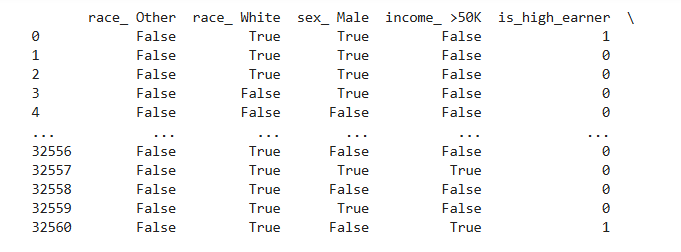 race_ Other race_ White sex_ Male income_ >50K is_high_earner \
0 False True True False 1
1 False True True False 0
2 False True True False 0
3 False False True False 0
4 False False False False 0
... ... ... ... ... ...
32556 False True False False 0
32557 False True True True 0
32558 False True False False 0
32559 False True True False 0
32560 False True False True 1